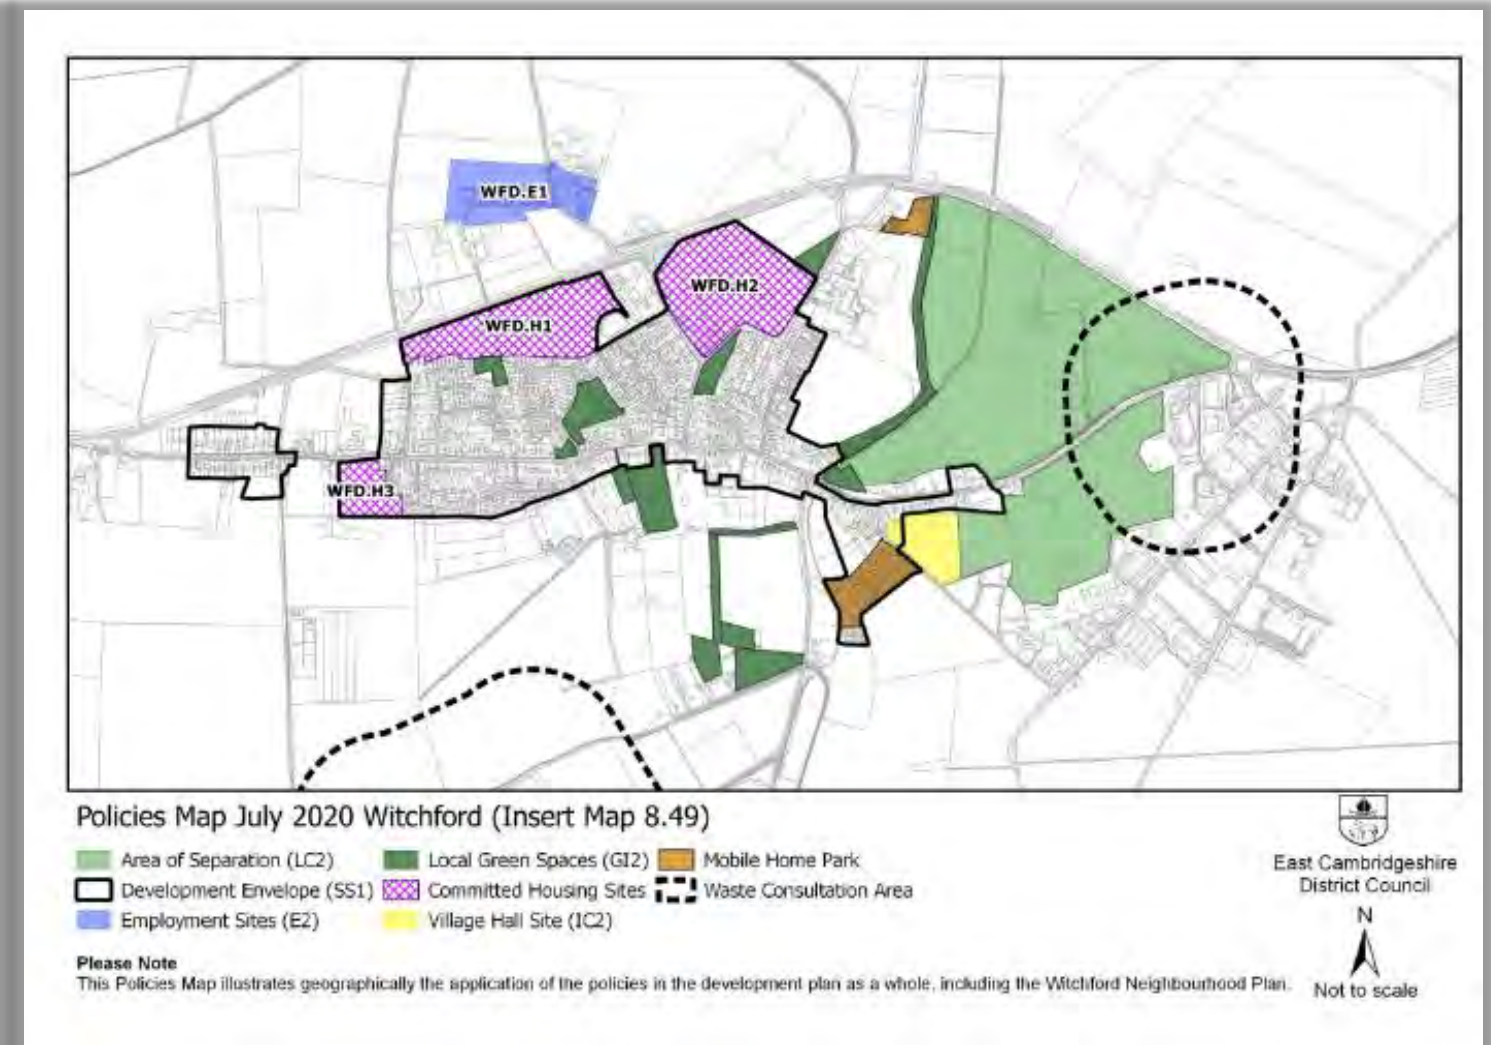 WFD.E1
WFD.H2
WFD.H1
WFD.H3
Policies Map July 2020 Witchford (Insert Map 8.49)
Area of Separation (LC2)
Local Green Spaces (GI2)
Mobile Home Park
Development Envelope (SS1)
Committed Housing Sites
Waste Consultation Area
Employment Sites (E2)
Village Hall Site (IC2)
East Cambridgeshire
District Council
N
Not to scale
Please Note
This Policies Map illustrates geographically the application of the policies in the development plan as a whole, including the Witchford Neighbourhood Plan.